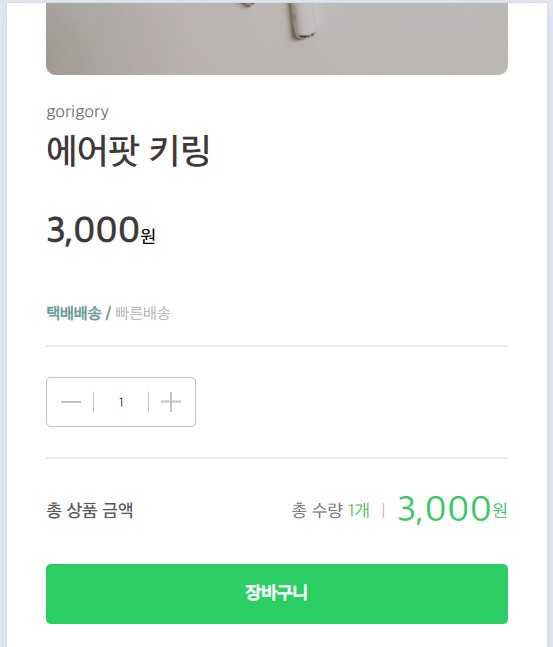 gorigory
에어팟 키링
3,000원
택배배송 / 빠른배송
1
총 상품 금액 총 수량 1개 | 3,000원
장바구니